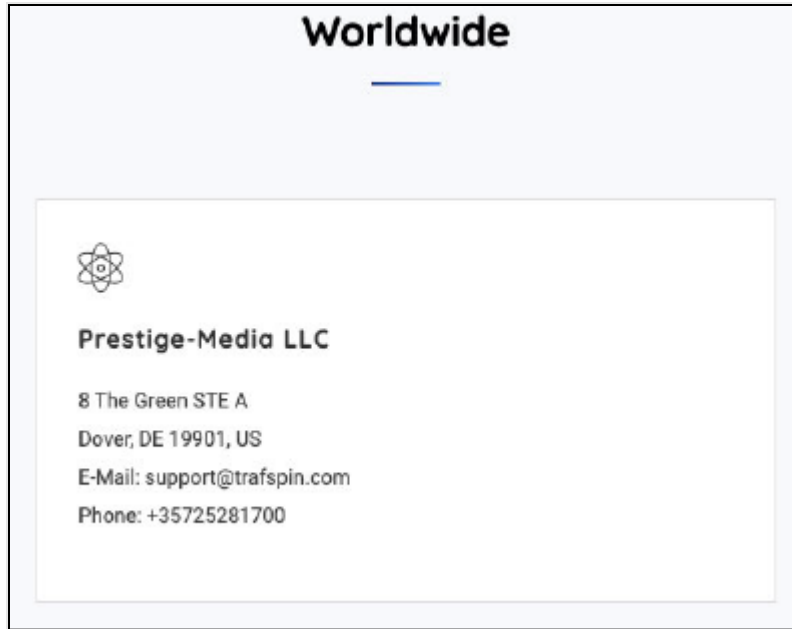 Worldwide
Prestige-Media LLC
8 The Green STE A
Dover, DE 19901, US
E-Mail: support@trafspin.com
Phone: +35725281700